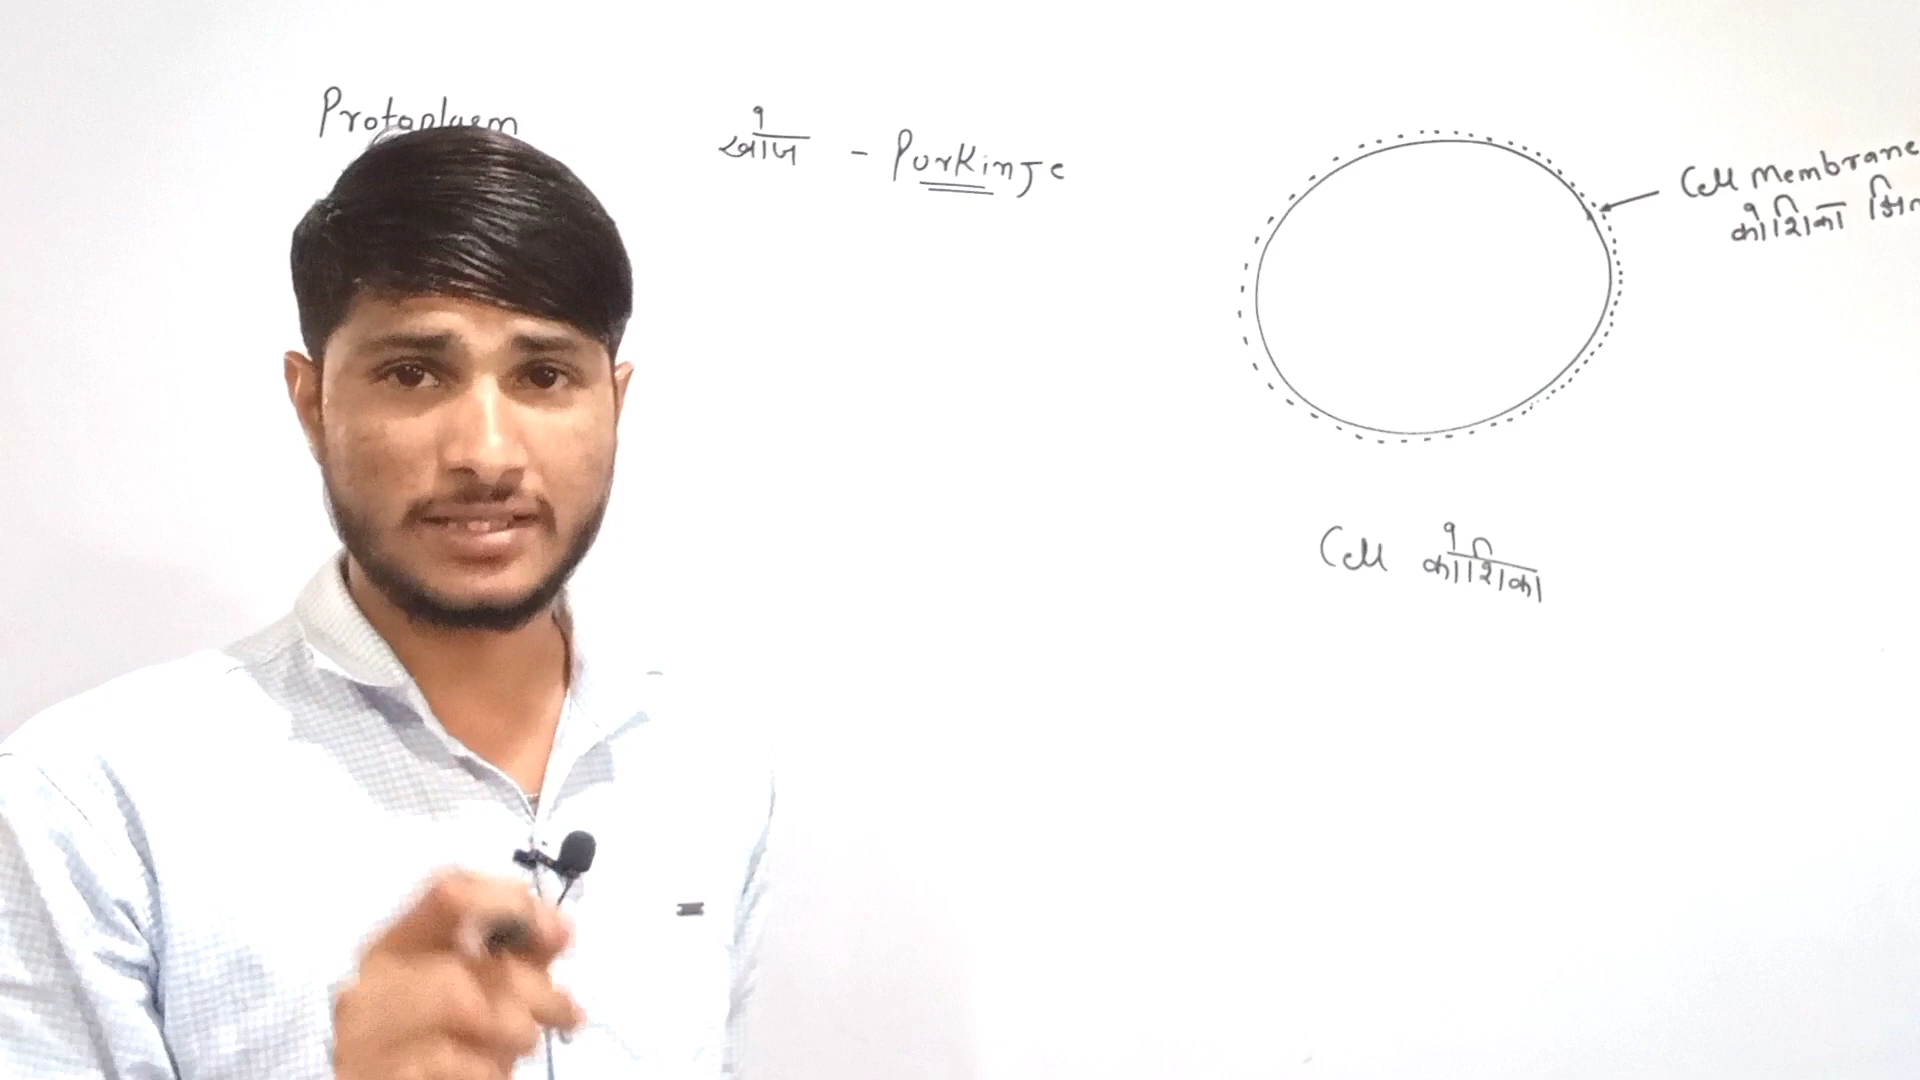 Protoplasm
खोज - Purkinje
Cell Membrane
कोशिका
Cell कोशिका